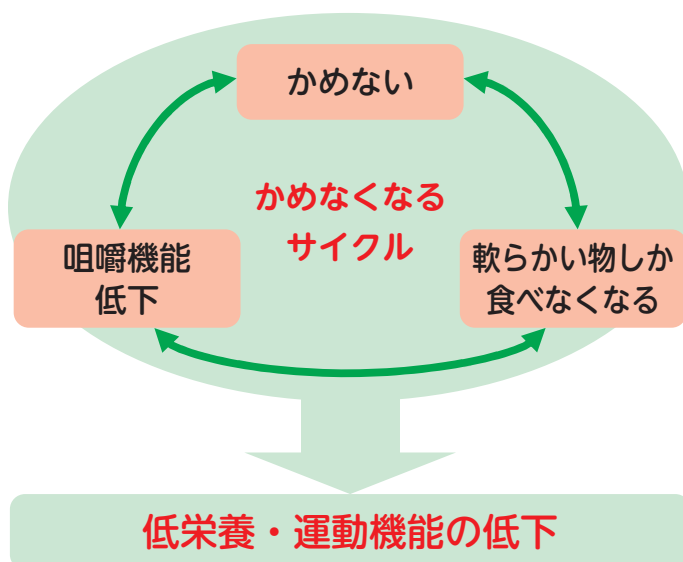 かめない
かめなくなる
サイクル
咀嚼機能
低下
軟らかい物しか
食べなくなる
低栄養・運動機能の低下